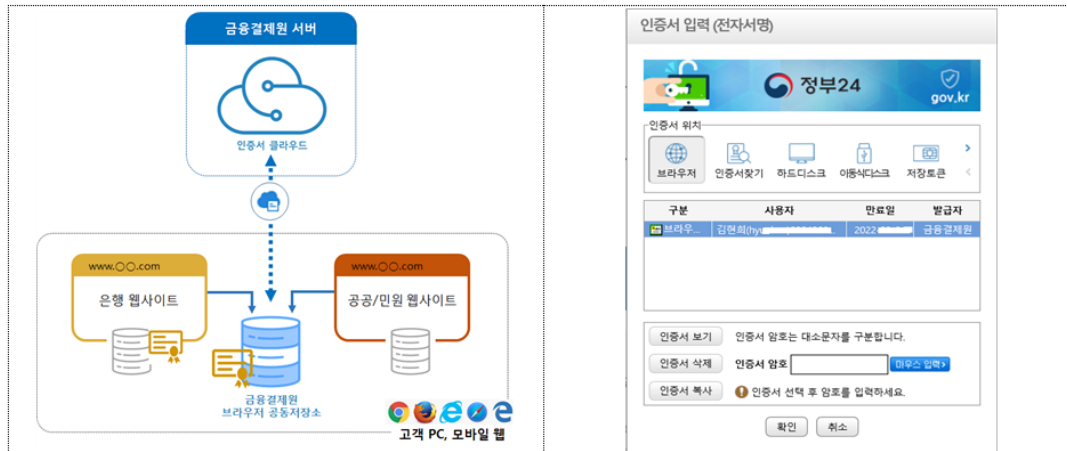 금융결제원 서버
인증서 클라우드
www.○○.com
은행 웹사이트
www.○○.com
공공/민원 웹사이트
금융결제원
브라우저 공동저장소
고객 PC, 모바일 웹
인증서 입력 (전자서명)
정부24
gov.kr
인증서 위치
브라우저 인증서찾기 하드디스크 이동식디스크 저장토큰
구분 사용자 만료일 발급자
브라우... 김현희(hy 2022 금융결제원
인증서 보기 인증서 암호는 대소문자를 구분합니다.
인증서 삭제 인증서 암호 마우스 입력
인증서 복사 인증서 선택 후 암호를 입력하세요.
확인 취소